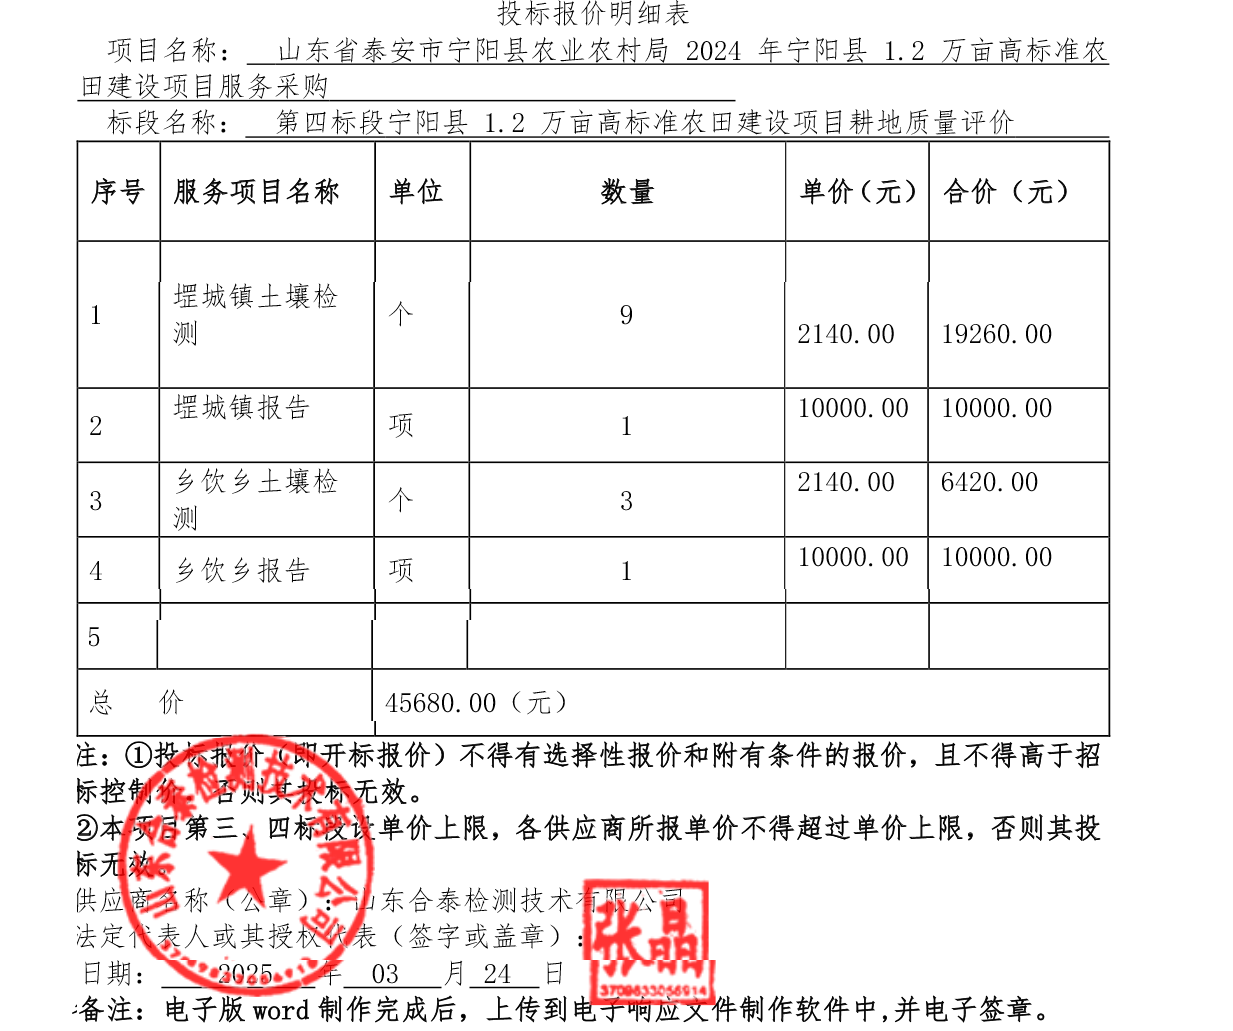 投标报价明细表
项目名称： 山东省泰安市宁阳县农业农村局 2024 年宁阳县 1.2 万亩高标准农
田建设项目服务采购
标段名称： 第四标段宁阳县 1.2 万亩高标准农田建设项目耕地质量评价
序号 服务项目名称 单位 数量 单价（元） 合价（元）
1 堽城镇土壤检测 个 9 2140.00 19260.00
2 堽城镇报告 项 1 10000.00 10000.00
3 乡饮乡土壤检测 个 3 2140.00 6420.00
4 乡饮乡报告 项 1 10000.00 10000.00
5
总 价 45680.00（元）
注：①投标报价（即开标报价）不得有选择性报价和附有条件的报价，且不得高于招
标控制价。否则其投标无效。
②本项目第三、四标段设单价上限，各供应商所报单价不得超过单价上限，否则其投
标无效。
供应商名称（公章）：山东合泰检测技术有限公司
法定代表人或其授权代表（签字或盖章）：
日期： 2025 年 03 月 24 日
备注：电子版 word 制作完成后，上传到电子响应文件制作软件中,并电子签章。
山东合泰检测技术有限公司
张晶